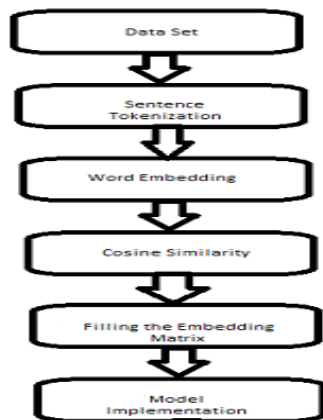 Data Set
Sentence
Tokenization
Word Embedding
Cosine Similarity
Filling the Embedding
Matrix
Model
Implementation